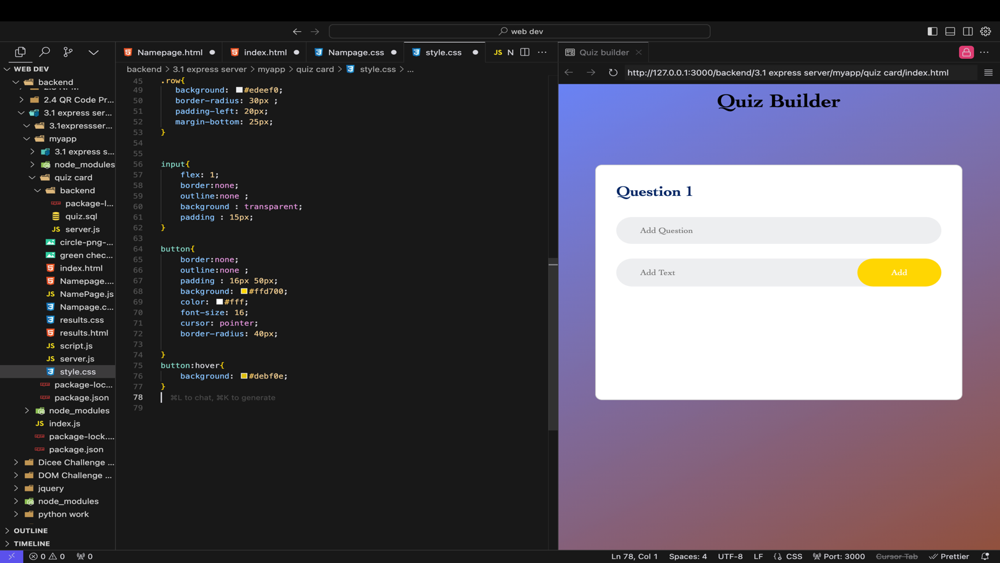 web dev
Namepage.html
index.html
Nampage.css
style.css
JS N
Quiz builder
backend > 3.1 express server > myapp > quiz card > style.css > ...
http://127.0.0.1:3000/backend/3.1 express server/myapp/quiz card/index.html
WEB DEV
backend
2.4 QR Code Pr...
3.1 express ser...
3.1expressser...
myapp
3.1 express s...
node_modules
quiz card
backend
package-l...
quiz.sql
JS server.js
circle-png-...
green chec...
index.html
Namepage....
JS NamePage.js
Nampage.c...
results.css
results.html
JS script.js
JS server.js
style.css
package-loc...
package.json
node_modules
JS index.js
package-lock....
package.json
Dicee Challenge ...
DOM Challenge ...
jquery
node_modules
python work
OUTLINE
TIMELINE
45 .row{
49 background: #edeef0;
50 border-radius: 30px ;
51 padding-left: 20px;
52 margin-bottom: 25px;
53 }
54
55
56 input{
57 flex: 1;
58 border:none;
59 outline:none ;
60 background : transparent;
61 padding : 15px;
62 }
63
64 button{
65 border:none;
66 outline:none ;
67 padding : 16px 50px;
68 background: #ffd700;
69 color: #fff;
70 font-size: 16;
71 cursor: pointer;
72 border-radius: 40px;
73
74 }
75 button:hover{
76 background: #debf0e;
77 }
78 ⌘L to chat, ⌘K to generate
79
Quiz Builder
Question 1
Add Question
Add Text
Add
0 0 0
Ln 78, Col 1 Spaces: 4 UTF-8 LF {} CSS Port: 3000 Cursor Tab Prettier